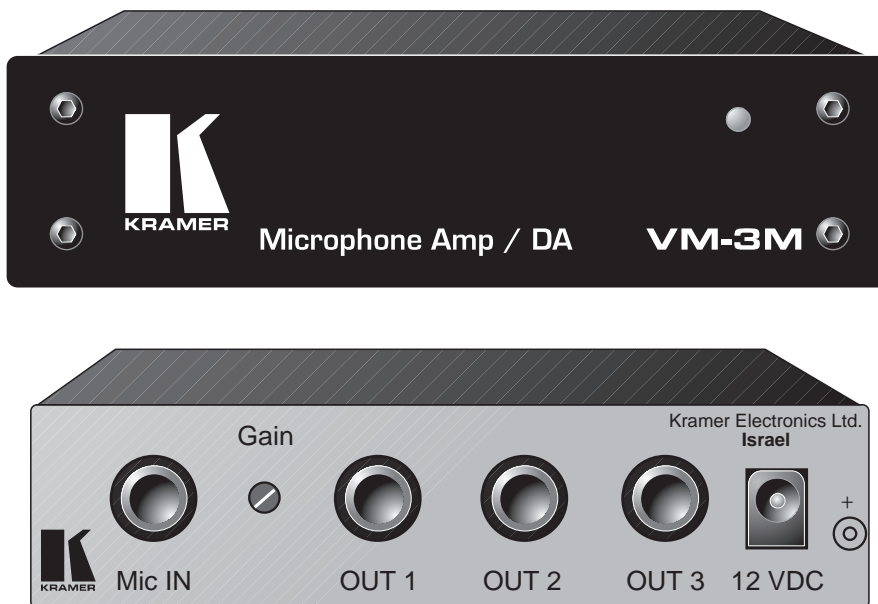 KRAMER
Microphone Amp / DA VM-3M
Kramer Electronics Ltd.
Israel
Gain
+
KRAMER
Mic IN OUT 1 OUT 2 OUT 3 12 VDC